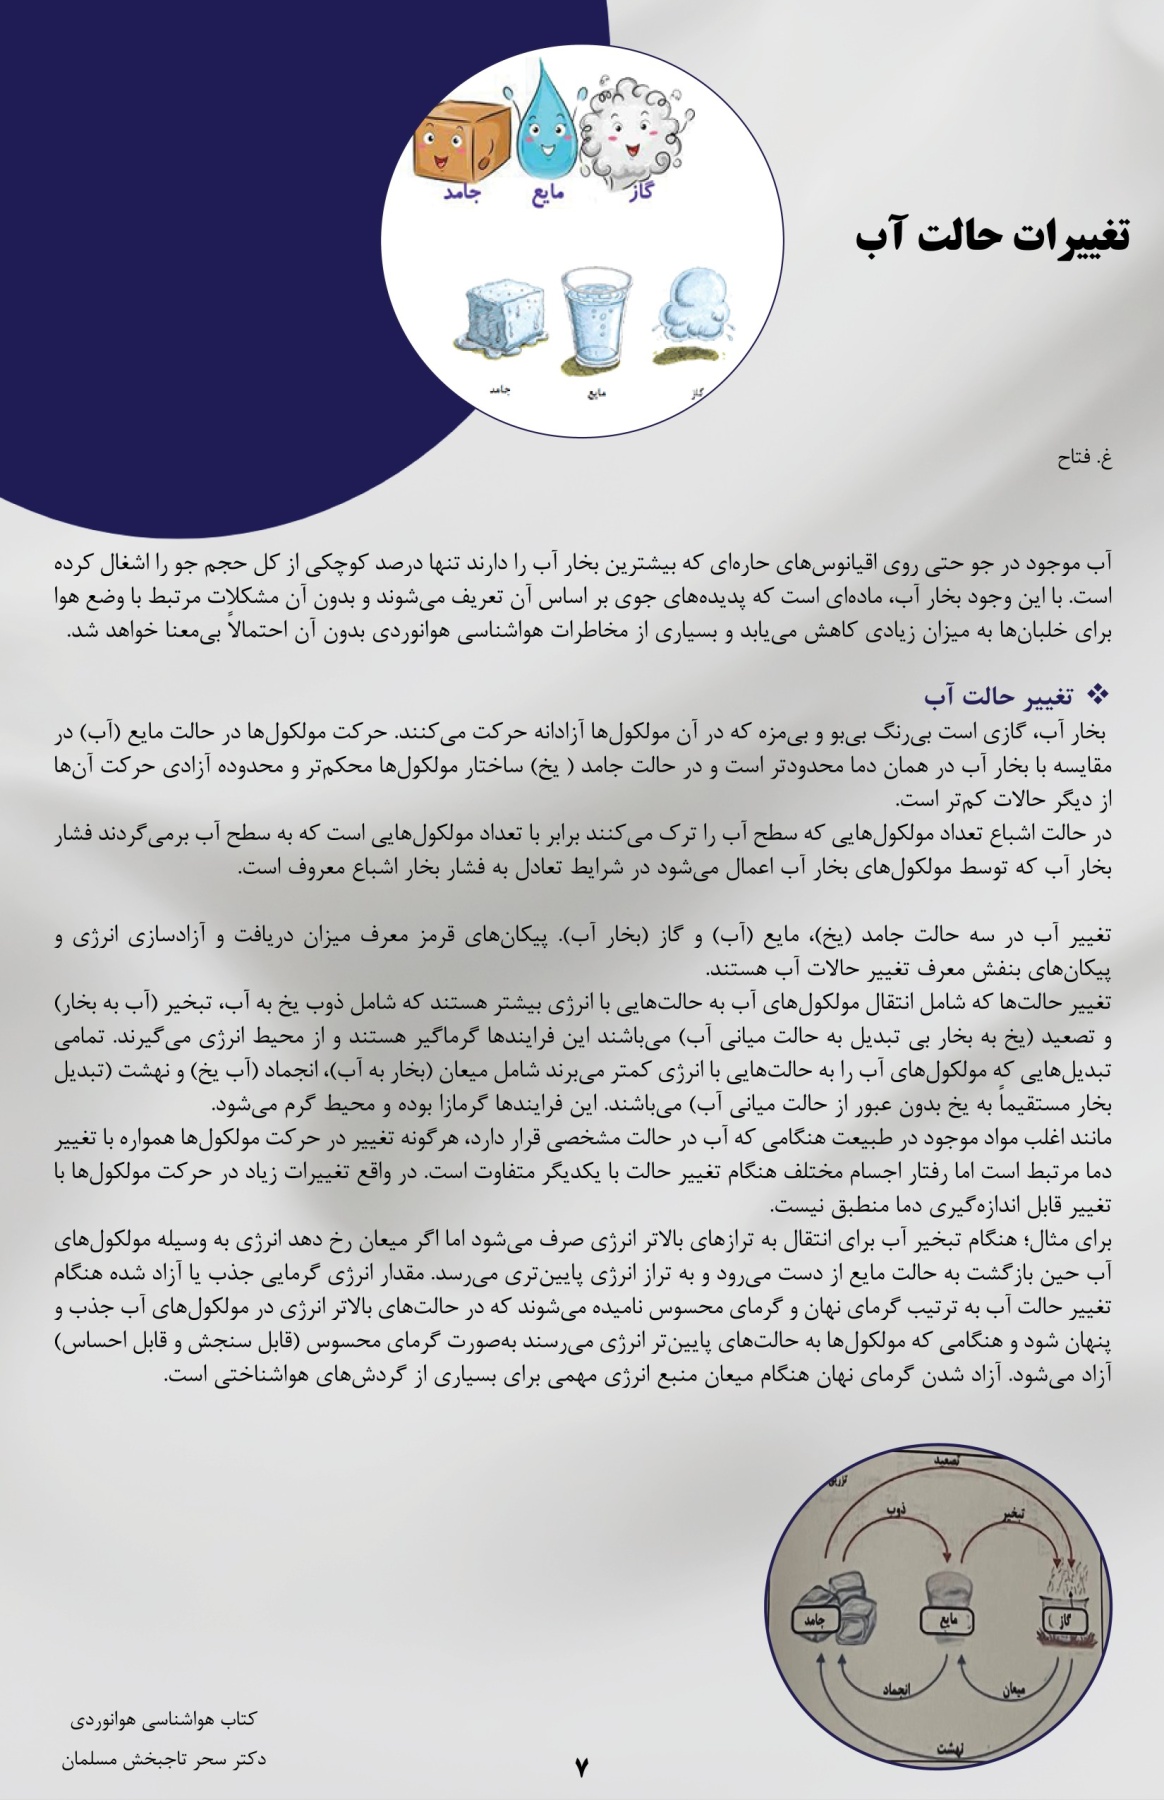 جامد مایع گاز
تغییرات حالت آب
جامد مایع گاز
غ. فتاح
آب موجود در جو حتی روی اقیانوس‌های حاره‌ای که بیشترین بخار آب را دارند تنها درصد کوچکی از کل حجم جو را اشغال کرده
است. با این وجود بخار آب، ماده‌ای است که پدیده‌های جوی بر اساس آن تعریف می‌شوند و بدون آن مشکلات مرتبط با وضع هوا
برای خلبان‌ها به میزان زیادی کاهش می‌یابد و بسیاری از مخاطرات هواشناسی هوانوردی بدون آن احتمالاً بی‌معنا خواهد شد.
❖ تغییر حالت آب
بخار آب، گازی است بی‌رنگ بی‌بو و بی‌مزه که در آن مولکول‌ها آزادانه حرکت می‌کنند. حرکت مولکول‌ها در حالت مایع (آب) در
مقایسه با بخار آب در همان دما محدودتر است و در حالت جامد ( یخ) ساختار مولکول‌ها محکم‌تر و محدوده آزادی حرکت آن‌ها
از دیگر حالات کم‌تر است.
در حالت اشباع تعداد مولکول‌هایی که سطح آب را ترک می‌کنند برابر با تعداد مولکول‌هایی است که به سطح آب برمی‌گردند فشار
بخار آب که توسط مولکول‌های بخار آب اعمال می‌شود در شرایط تعادل به فشار بخار اشباع معروف است.
تغییر آب در سه حالت جامد (یخ)، مایع (آب) و گاز (بخار آب). پیکان‌های قرمز معرف میزان دریافت و آزادسازی انرژی و
پیکان‌های بنفش معرف تغییر حالات آب هستند.
تغییر حالت‌ها که شامل انتقال مولکول‌های آب به حالت‌هایی با انرژی بیشتر هستند که شامل ذوب یخ به آب، تبخیر (آب به بخار)
و تصعید (یخ به بخار بی تبدیل به حالت میانی آب) می‌باشند این فرایندها گرماگیر هستند و از محیط انرژی می‌گیرند. تمامی
تبدیل‌هایی که مولکول‌های آب را به حالت‌هایی با انرژی کمتر می‌برند شامل میعان (بخار به آب)، انجماد (آب یخ) و نهشت (تبدیل
بخار مستقیماً به یخ بدون عبور از حالت میانی آب) می‌باشند. این فرایندها گرمازا بوده و محیط گرم می‌شود.
مانند اغلب مواد موجود در طبیعت هنگامی که آب در حالت مشخصی قرار دارد، هرگونه تغییر در حرکت مولکول‌ها همواره با تغییر
دما مرتبط است اما رفتار اجسام مختلف هنگام تغییر حالت با یکدیگر متفاوت است. در واقع تغییرات زیاد در حرکت مولکول‌ها با
تغییر قابل اندازه‌گیری دما منطبق نیست.
برای مثال؛ هنگام تبخیر آب برای انتقال به ترازهای بالاتر انرژی صرف می‌شود اما اگر میعان رخ دهد انرژی به وسیله مولکول‌های
آب حین بازگشت به حالت مایع از دست می‌رود و به تراز انرژی پایین‌تری می‌رسد. مقدار انرژی گرمایی جذب یا آزاد شده هنگام
تغییر حالت آب به ترتیب گرمای نهان و گرمای محسوس نامیده می‌شوند که در حالت‌های بالاتر انرژی در مولکول‌های آب جذب و
پنهان شود و هنگامی که مولکول‌ها به حالت‌های پایین‌تر انرژی می‌رسند به‌صورت گرمای محسوس (قابل سنجش و قابل احساس)
آزاد می‌شود. آزاد شدن گرمای نهان هنگام میعان منبع انرژی مهمی برای بسیاری از گردش‌های هواشناختی است.
تصعید
ذوب تبخیر
جامد مایع گاز
انجماد میعان
نهشت
کتاب هواشناسی هوانوردی
دکتر سحر تاجبخش مسلمان
۷